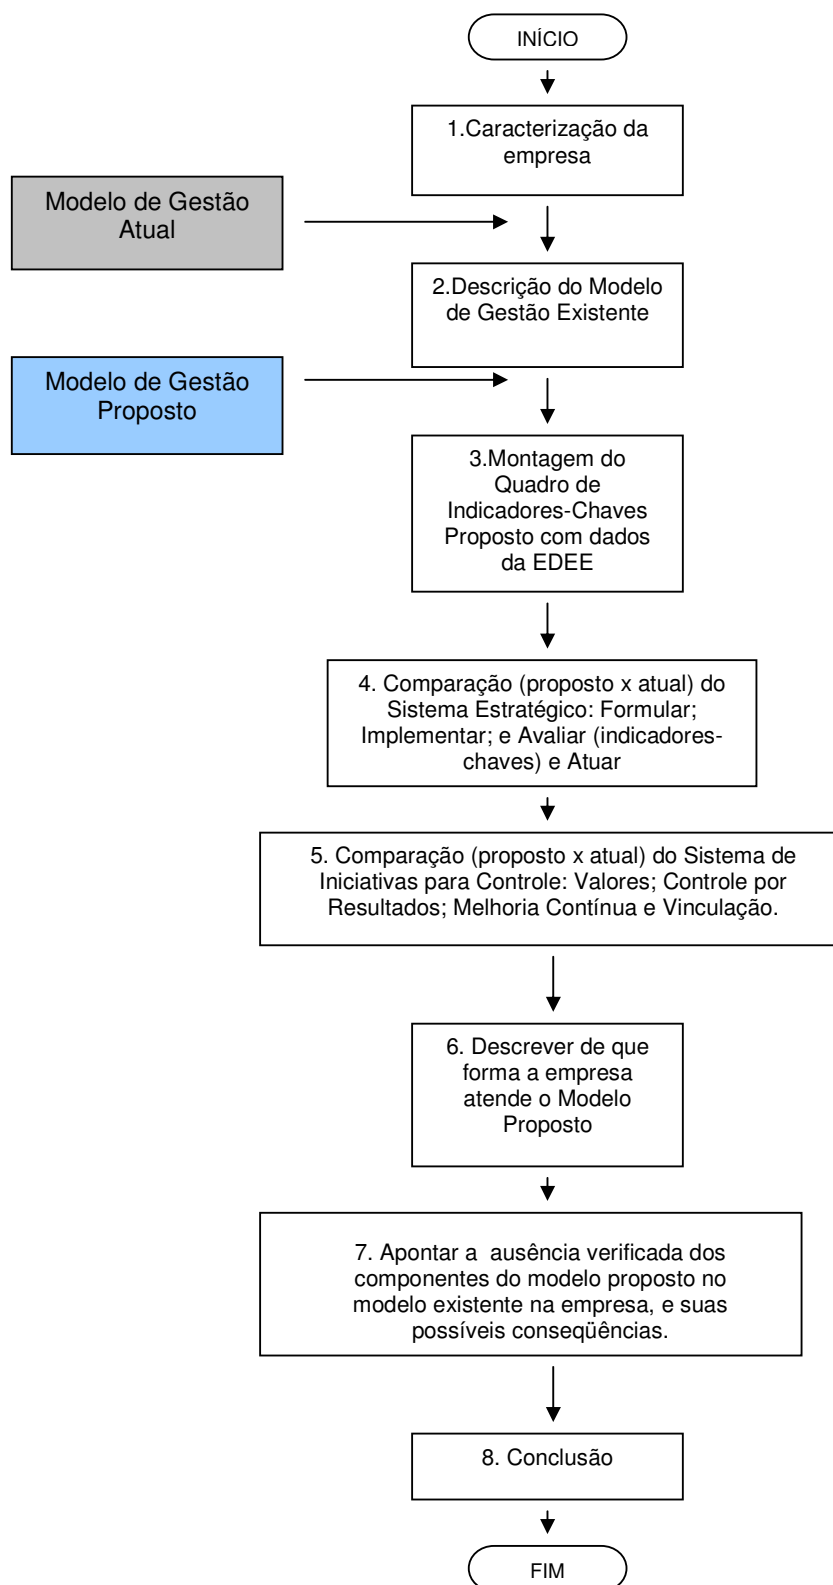 INÍCIO
1.Caracterização da
empresa
Modelo de Gestão
Atual
2.Descrição do Modelo
de Gestão Existente
Modelo de Gestão
Proposto
3.Montagem do
Quadro de
Indicadores-Chaves
Proposto com dados
da EDEE
4. Comparação (proposto x atual) do
Sistema Estratégico: Formular;
Implementar; e Avaliar (indicadores-
chaves) e Atuar
5. Comparação (proposto x atual) do Sistema de
Iniciativas para Controle: Valores; Controle por
Resultados; Melhoria Contínua e Vinculação.
6. Descrever de que
forma a empresa
atende o Modelo
Proposto
7. Apontar a  ausência verificada dos
componentes do modelo proposto no
modelo existente na empresa, e suas
possíveis conseqüências.
8. Conclusão
FIM